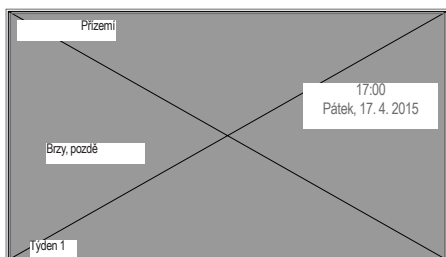 Přízemí
17:00
Pátek, 17. 4. 2015
Brzy, pozdě
Týden 1